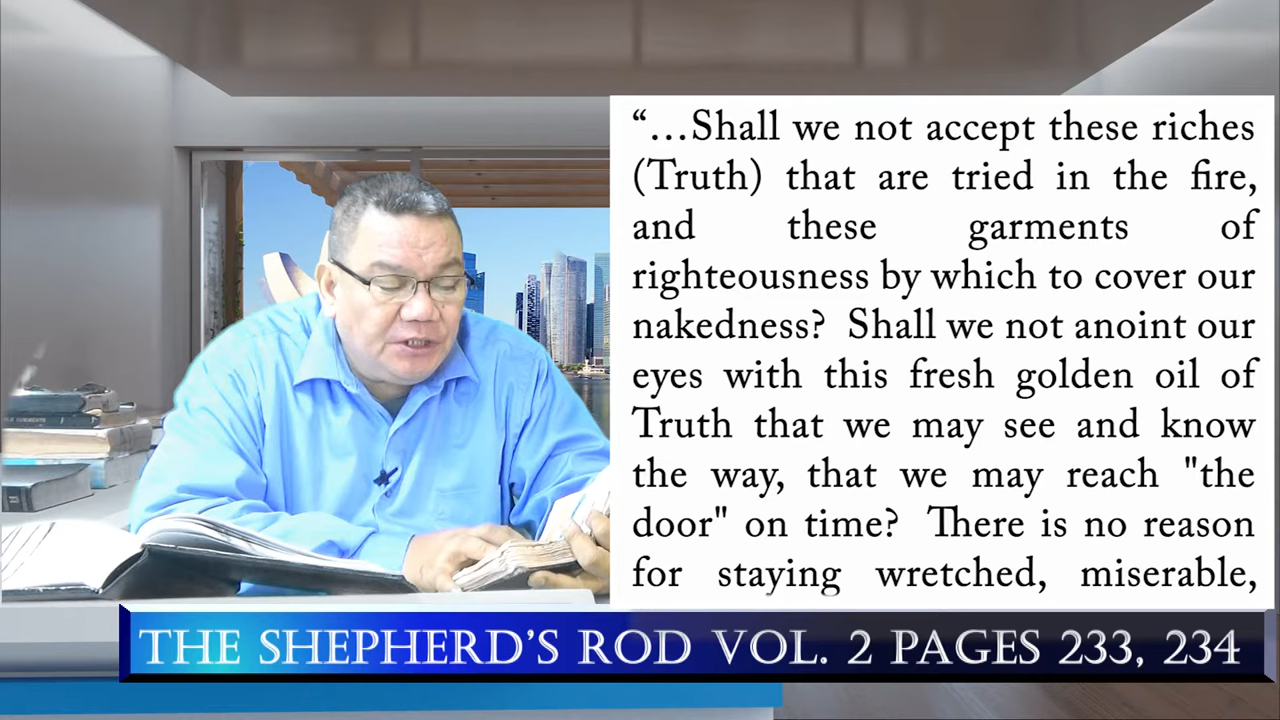 “…Shall we not accept these riches
(Truth) that are tried in the fire,
and these garments of
righteousness by which to cover our
nakedness? Shall we not anoint our
eyes with this fresh golden oil of
Truth that we may see and know
the way, that we may reach "the
door" on time? There is no reason
for staying wretched, miserable,
THE SHEPHERD’S ROD VOL. 2 PAGES 233, 234